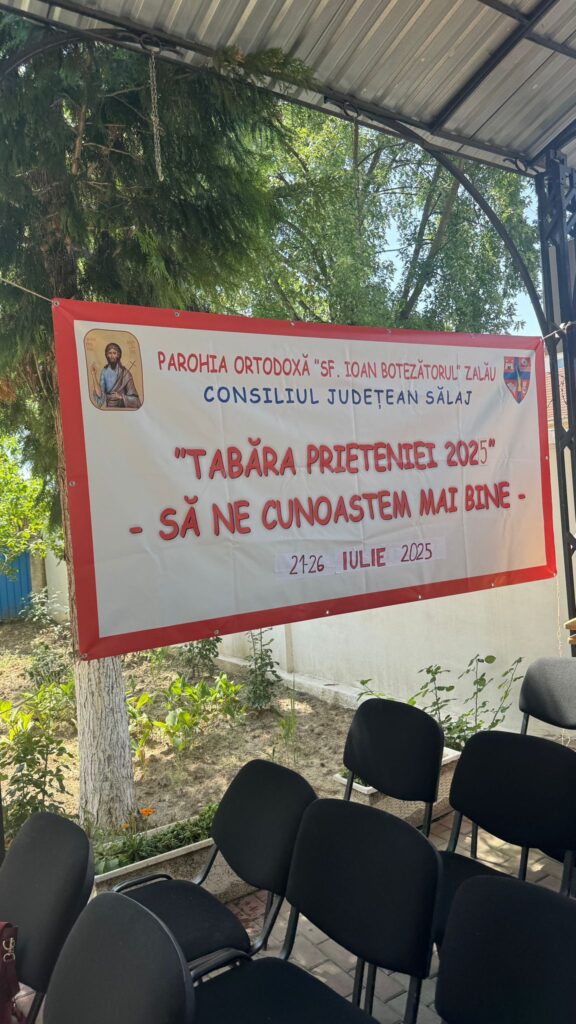 PAROHIA ORTODOXĂ "SF. IOAN BOTEZĂTORUL" ZALĂU
CONSILIUL JUDEȚEAN SĂLAJ
"TABĂRA PRIETENIEI 2025"
- SĂ NE CUNOASTEM MAI BINE -
21-26 IULIE 2025